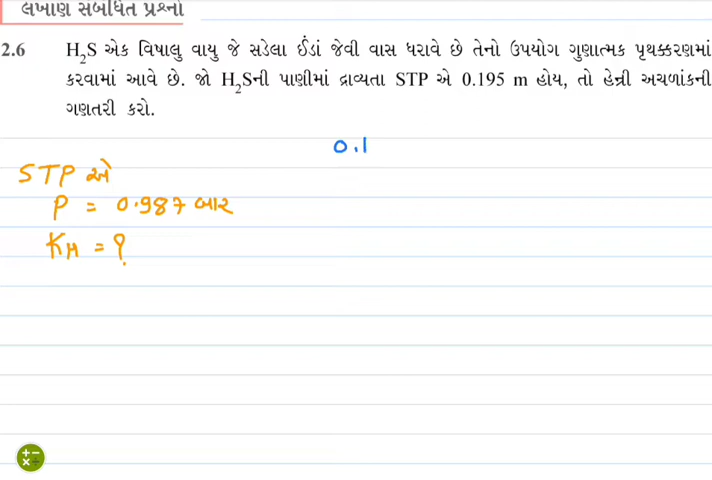 લખાણ સંબંધિત પ્રશ્નો
2.6 H₂S એક વિષાલુ વાયુ જે સડેલા ઈંડાં જેવી વાસ ધરાવે છે તેનો ઉપયોગ ગુણાત્મક પૃથક્કરણમાં
કરવામાં આવે છે. જો H₂Sની પાણીમાં દ્રાવ્યતા STP એ 0.195 m હોય, તો હેન્રી અચળાંકની
ગણતરી કરો.
0.1
STP એ
P = 0.987 બાર
KH = ?